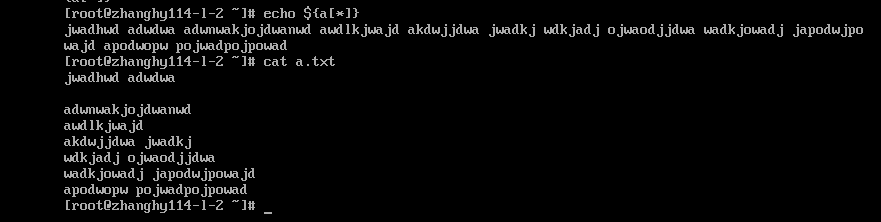 [root@zhanghy114-l-2 ~]# echo ${a[*]}
jwadhwd adwdwa adwnwakjojdwanwd awdlkjwajd akdwjjdwa jwadkj wdkjadj ojwaodjjdwa wadkjowadj japodwjpo
wajd apodwopw pojwadpojpowad
[root@zhanghy114-l-2 ~]# cat a.txt
jwadhwd adwdwa

adwnwakjojdwanwd
awdlkjwajd
akdwjjdwa jwadkj
wdkjadj ojwaodjjdwa
wadkjowadj japodwjpowajd
apodwopw pojwadpojpowad
[root@zhanghy114-l-2 ~]# _